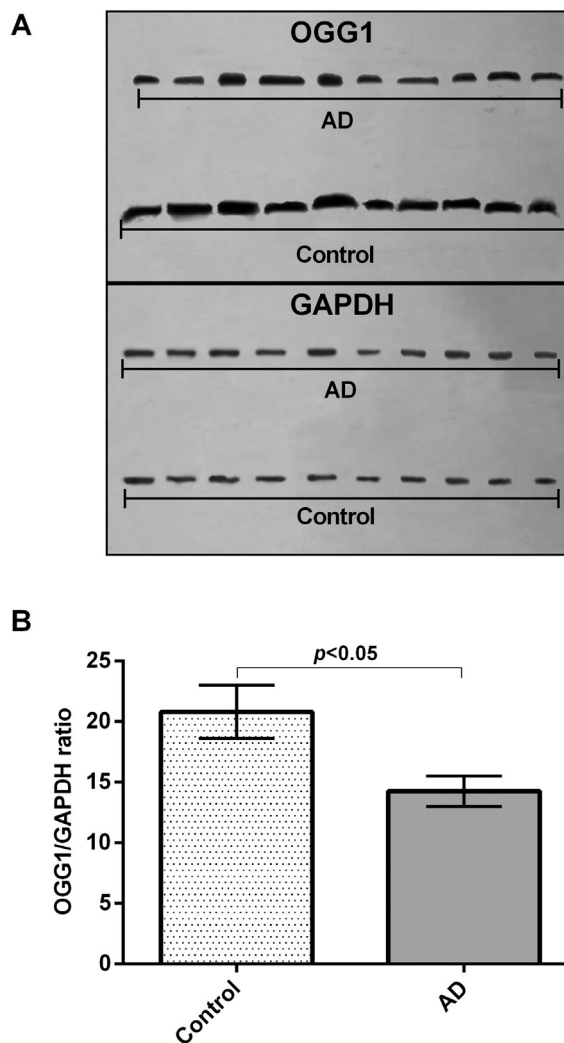 A
OGG1
AD
Control
GAPDH
AD
Control
B
p<0.05
OGG1/GAPDH ratio
25
20
15
10
5
0
Control
AD